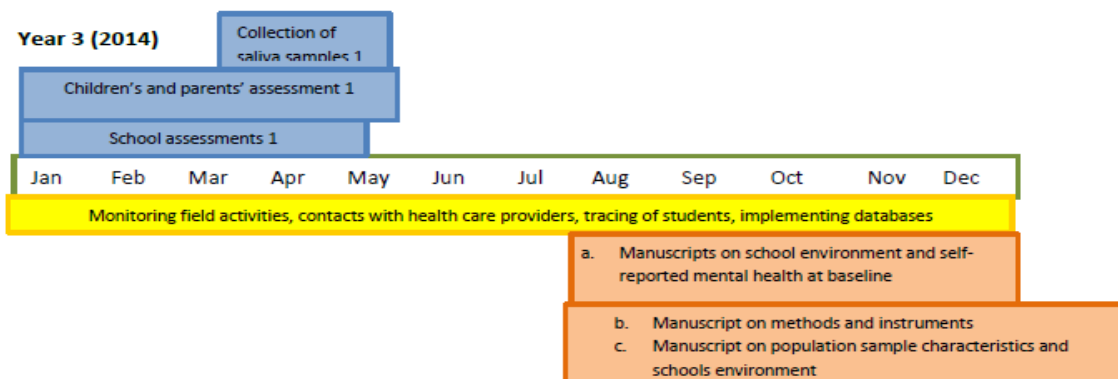 Year 3 (2014)
Collection of
saliva samples 1
Children's and parents' assessment 1
School assessments 1
Jan Feb Mar Apr May Jun Jul Aug Sep Oct Nov Dec
Monitoring field activities, contacts with health care providers, tracing of students, implementing databases
a. Manuscripts on school environment and self-
reported mental health at baseline
b. Manuscript on methods and instruments
c. Manuscript on population sample characteristics and
schools environment